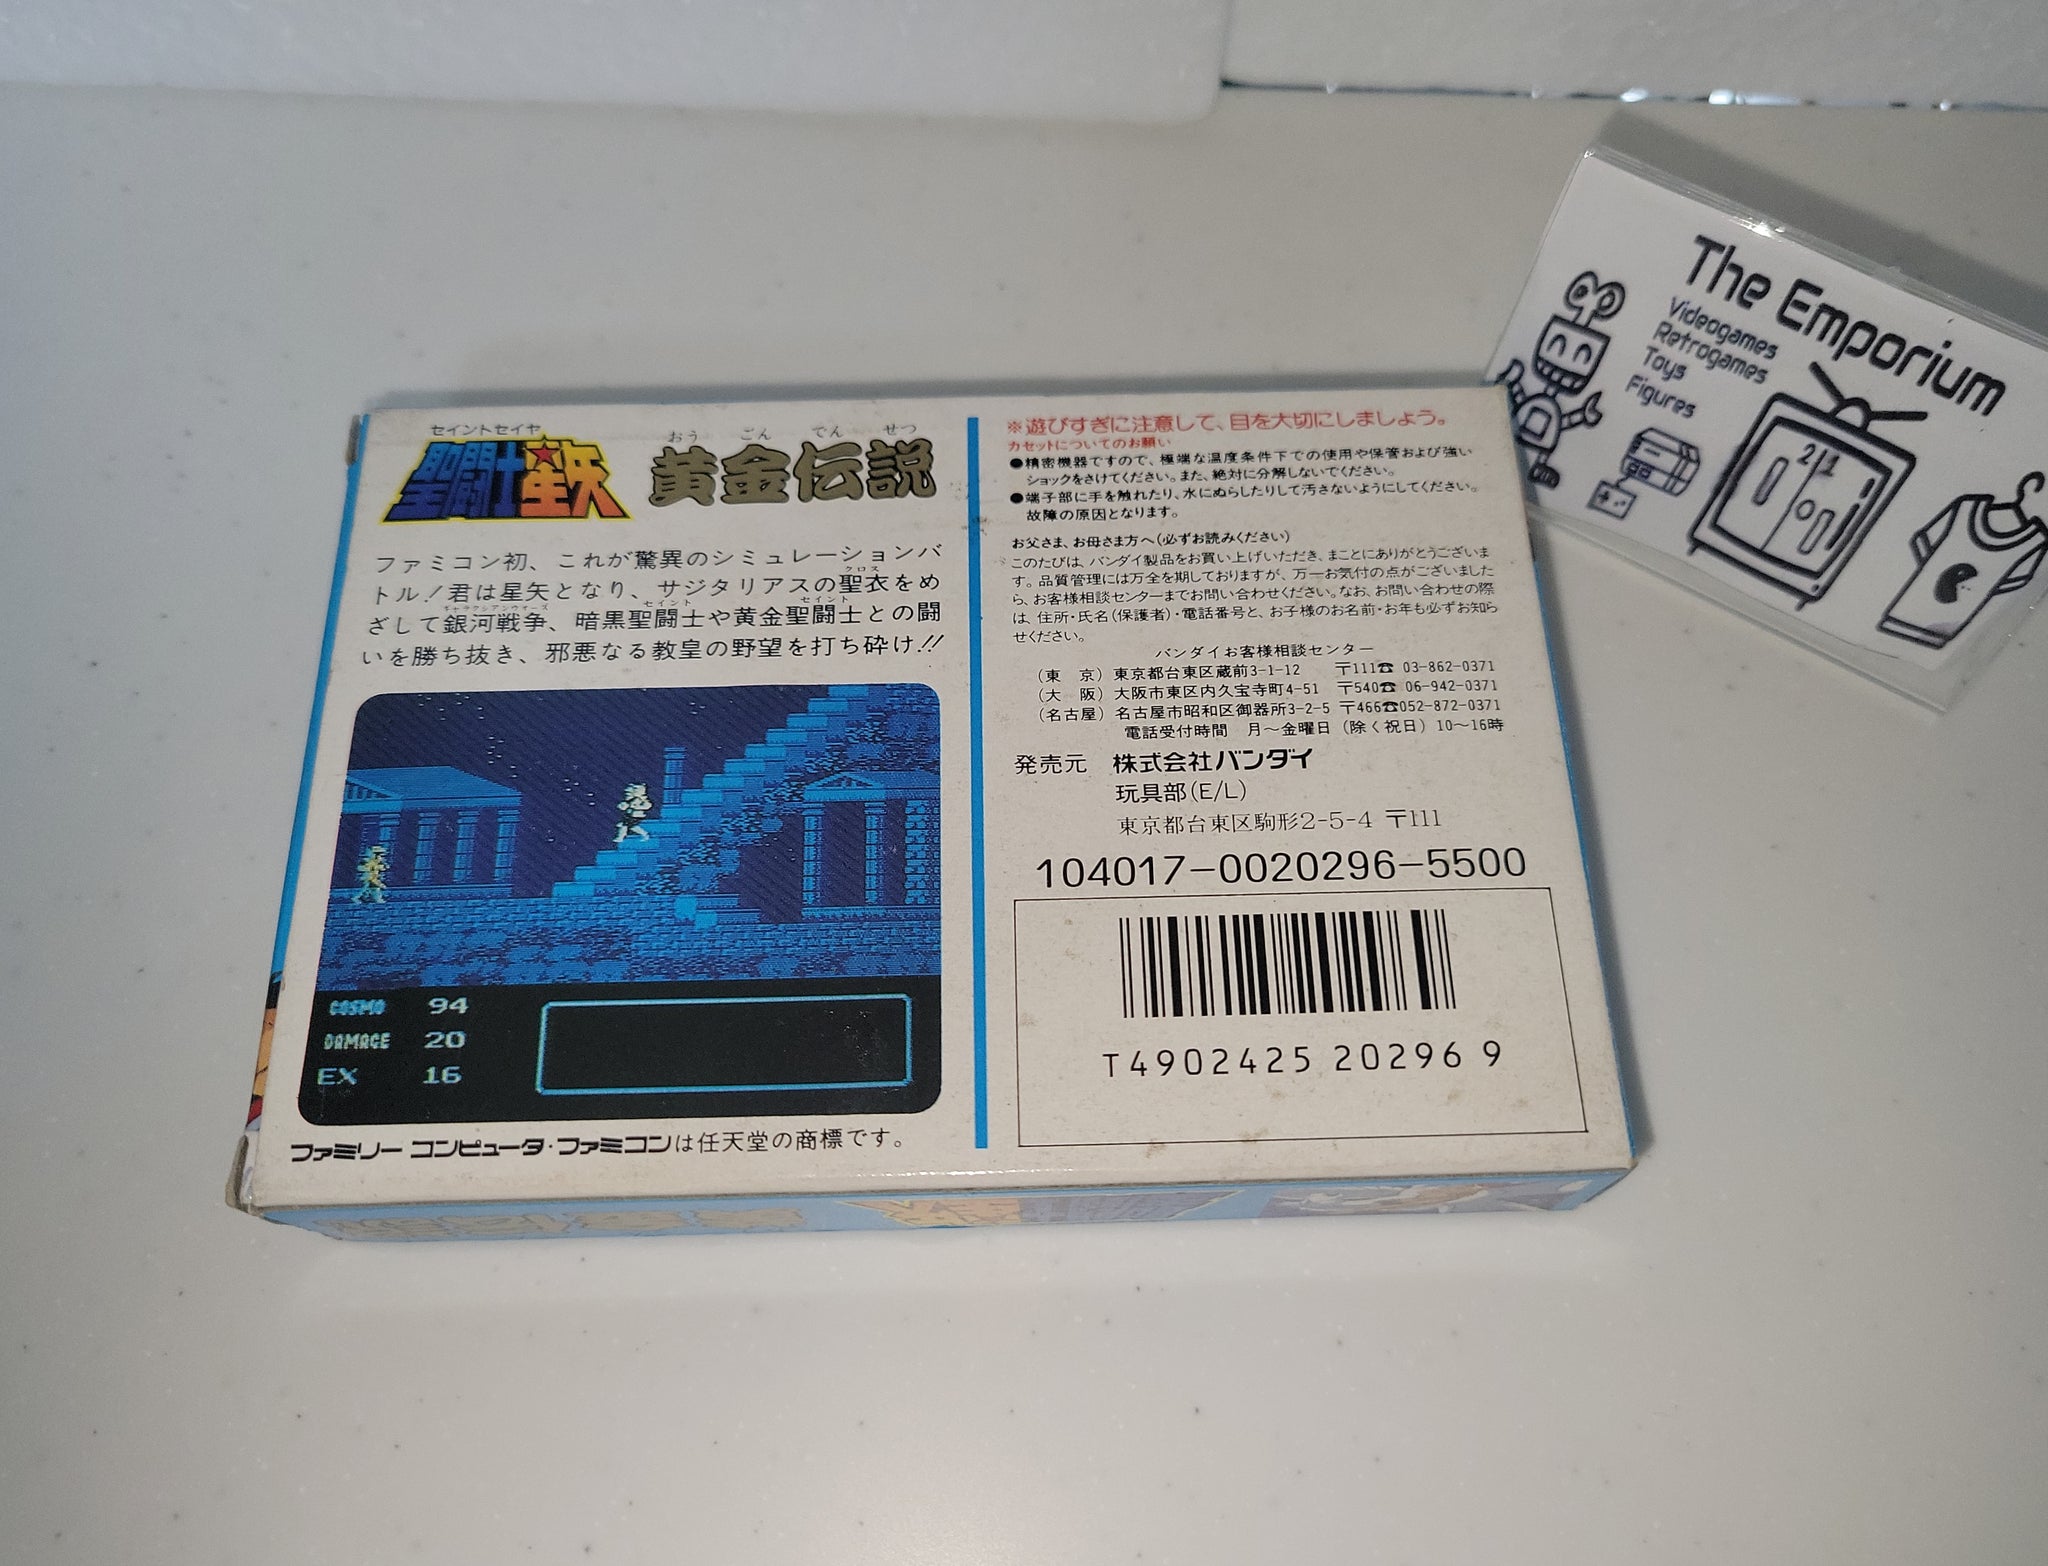 セイントセイヤ
聖闘士星矢
おう ごん でん せつ
黄金伝説
ファミコン初、これが驚異のシミュレーションバ
トル!君は星矢となり、サジタリアスの聖衣をめ
クロス
ざして銀河戦争、暗黒聖闘士や黄金聖闘士との闘
ギャラクシアンウォーズ セイント セイント
いを勝ち抜き、邪悪なる教皇の野望を打ち砕け!!
COSMO 94
DAMAGE 20
EX 16
ファミリーコンピュータ・ファミコンは任天堂の商標です。
※遊びすぎに注意して、目を大切にしましょう。
カセットについてのお願い
●精密機器ですので、極端な温度条件下での使用や保管および強い
ショックをさけてください。また、絶対に分解しないでください。
●端子部に手を触れたり、水にぬらしたりして汚さないようにしてください。
故障の原因となります。
お父さま、お母さま方へ(必ずお読みください)
このたびは、バンダイ製品をお買い上げいただき、まことにありがとうございま
す。品質管理には万全を期しておりますが、万一お気付の点がございました
ら、お客様相談センターまでお問い合わせください。なお、お問い合わせの際
は、住所・氏名(保護者)・電話番号と、お子様のお名前・お年も必ずお知ら
せください。
バンダイお客様相談センター
(東 京) 東京都台東区蔵前3-1-12 〒111☎ 03-862-0371
(大 阪) 大阪市東区内久宝寺町4-51 〒540☎ 06-942-0371
(名古屋) 名古屋市昭和区御器所3-2-5 〒466☎052-872-0371
電話受付時間 月～金曜日(除く祝日)10～16時
発売元 株式会社バンダイ
玩具部(E/L)
東京都台東区駒形2-5-4 〒111
104017-0020296-5500
T4902425 20296 9
The Emporium
Videogames
Retrogames
Toys
Figures
21